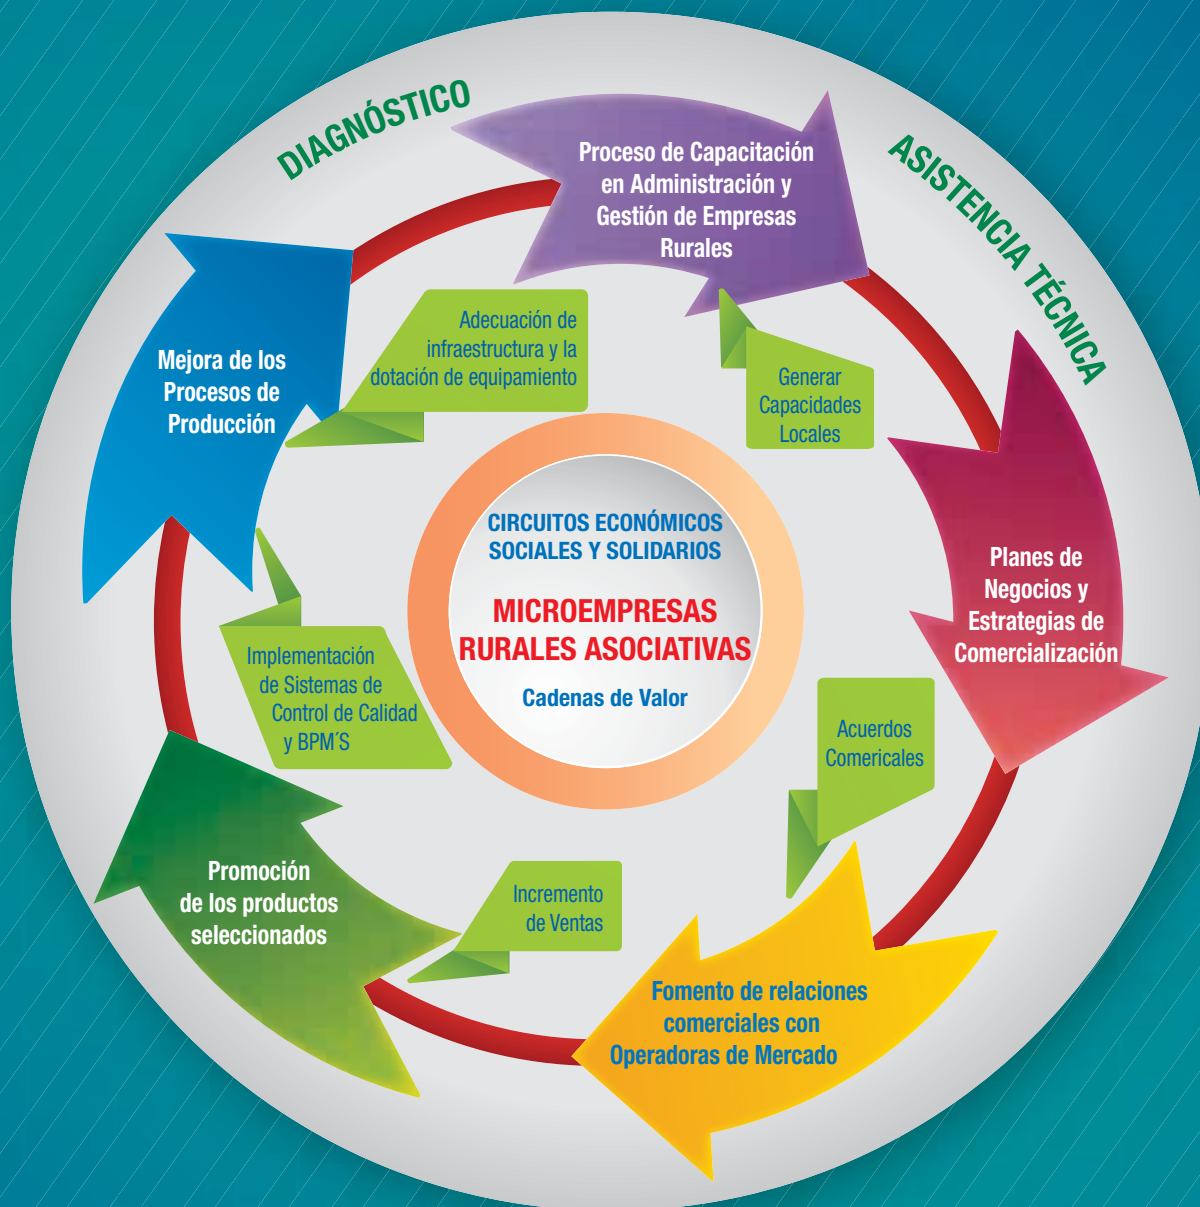 DIAGNÓSTICO
ASISTENCIA TÉCNICA
Proceso de Capacitación
en Administración y
Gestión de Empresas
Rurales
Mejora de los
Procesos de
Producción
Adecuación de
infraestructura y la
dotación de equipamiento
Generar
Capacidades
Locales
CIRCUITOS ECONÓMICOS
SOCIALES Y SOLIDARIOS
MICROEMPRESAS
RURALES ASOCIATIVAS
Cadenas de Valor
Planes de
Negocios y
Estrategias de
Comercialización
Implementación
de Sistemas de
Control de Calidad
y BPM´S
Acuerdos
Comericales
Promoción
de los productos
seleccionados
Incremento
de Ventas
Fomento de relaciones
comerciales con
Operadoras de Mercado